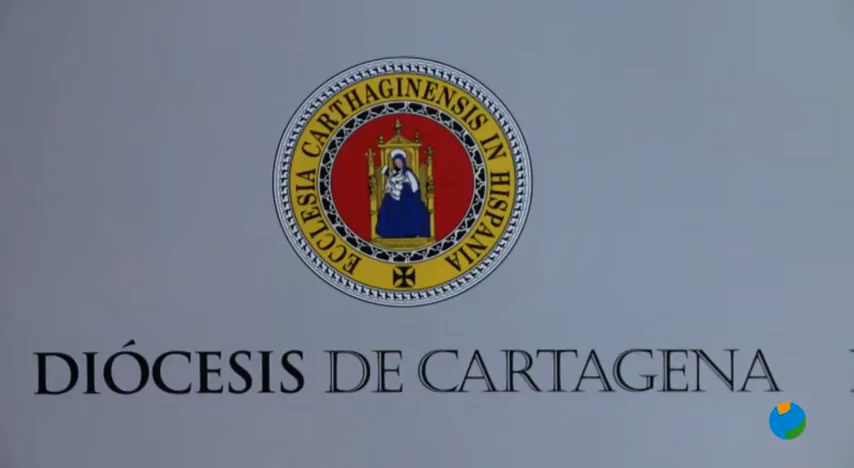 ECCLESIA CARTHAGINENSIS IN HISPANIA
DIÓCESIS DE CARTAGENA